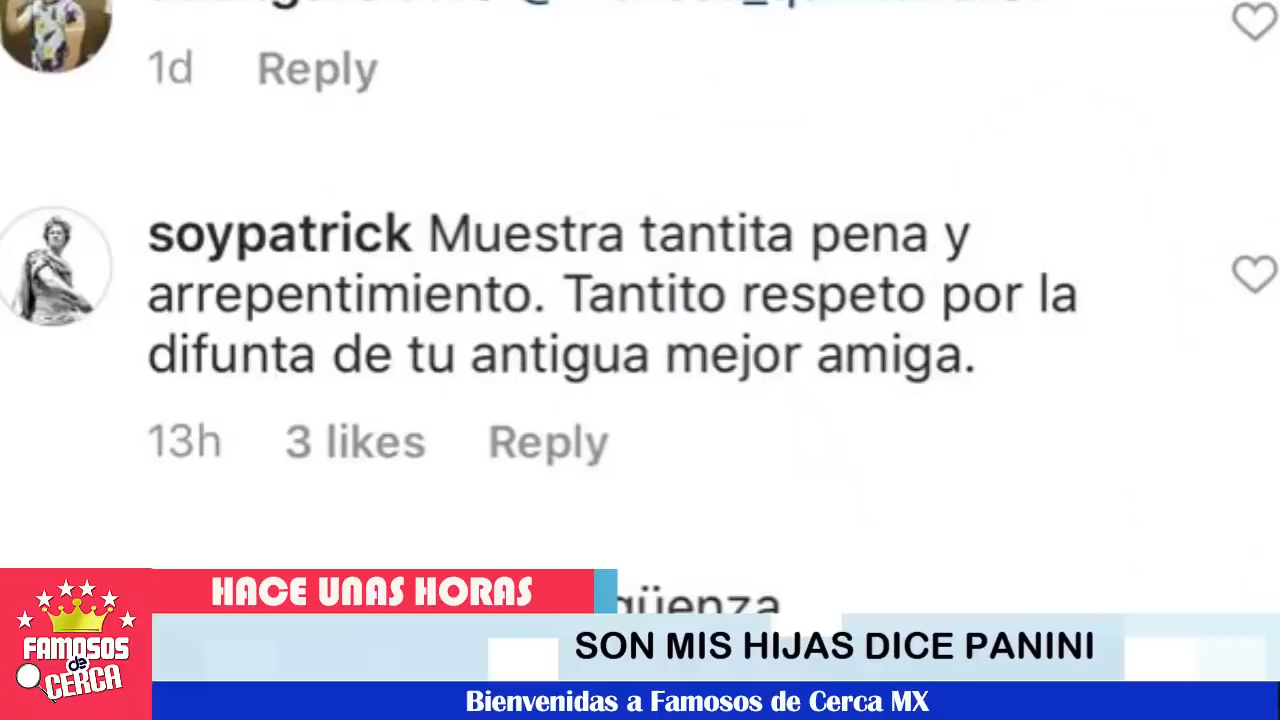 1d Reply
soypatrick Muestra tantita pena y
arrepentimiento. Tantito respeto por la
difunta de tu antigua mejor amiga.
13h 3 likes Reply
HACE UNAS HORAS
SON MIS HIJAS DICE PANINI
FAMOSOS
de
CERCA
Bienvenidas a Famosos de Cerca MX